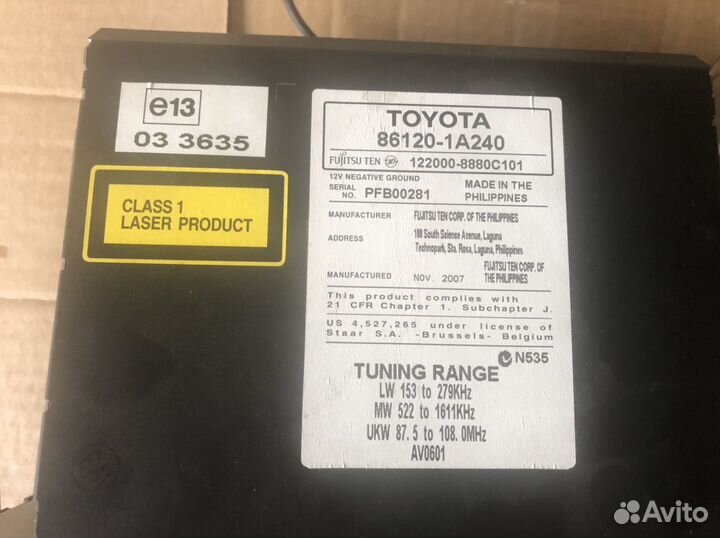 e13
03 3635
CLASS 1
LASER PRODUCT
TOYOTA
86120-1A240
FUJITSU TEN 122000-8880C101
12V NEGATIVE GROUND
SERIAL NO. PFB00281
MADE IN THE PHILIPPINES
MANUFACTURER FUJITSU TEN CORP. OF THE PHILIPPINES
ADDRESS 100 South Science Avenue, Laguna
Technopark, Sta. Rosa, Laguna, Philippines
MANUFACTURED NOV. 2007 FUJITSU TEN CORP. OF THE PHILIPPINES
This product complies with
21 CFR Chapter 1. Subchapter J.
US 4,527,265 under license of
Staar S.A. -Brussels- Belgium
N535
TUNING RANGE
LW 153 to 279KHz
MW 522 to 1611KHz
UKW 87.5 to 108.0MHz
AV0601
Avito